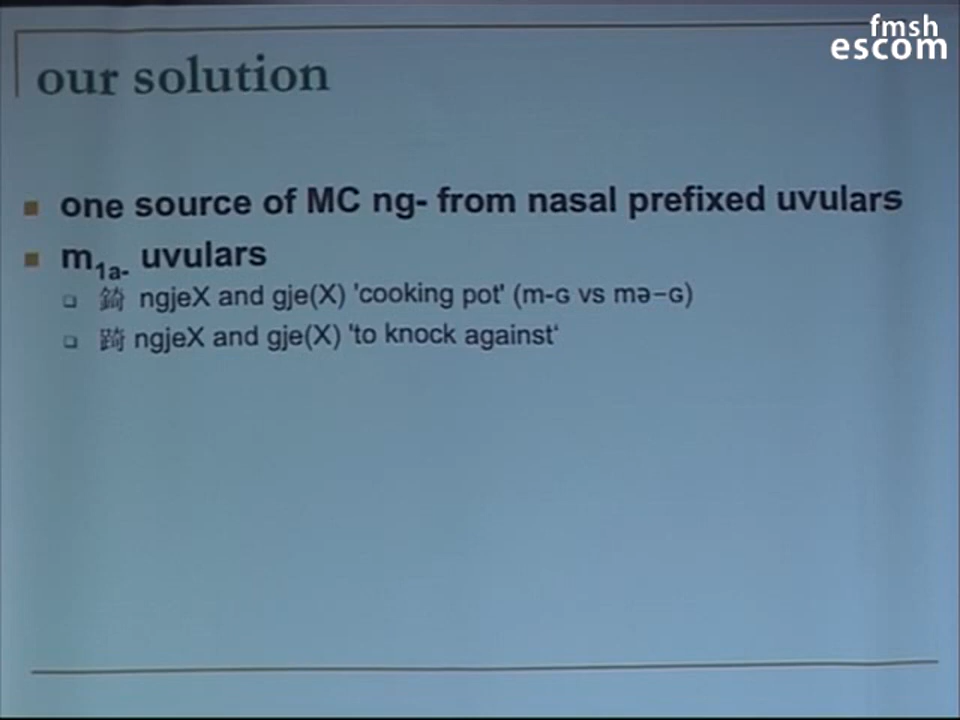 fmsh
escom
our solution
one source of MC ng- from nasal prefixed uvulars
m1a- uvulars
錡 ngjeX and gje(X) 'cooking pot' (m-ɢ vs mə-ɢ)
踦 ngjeX and gje(X) 'to knock against'